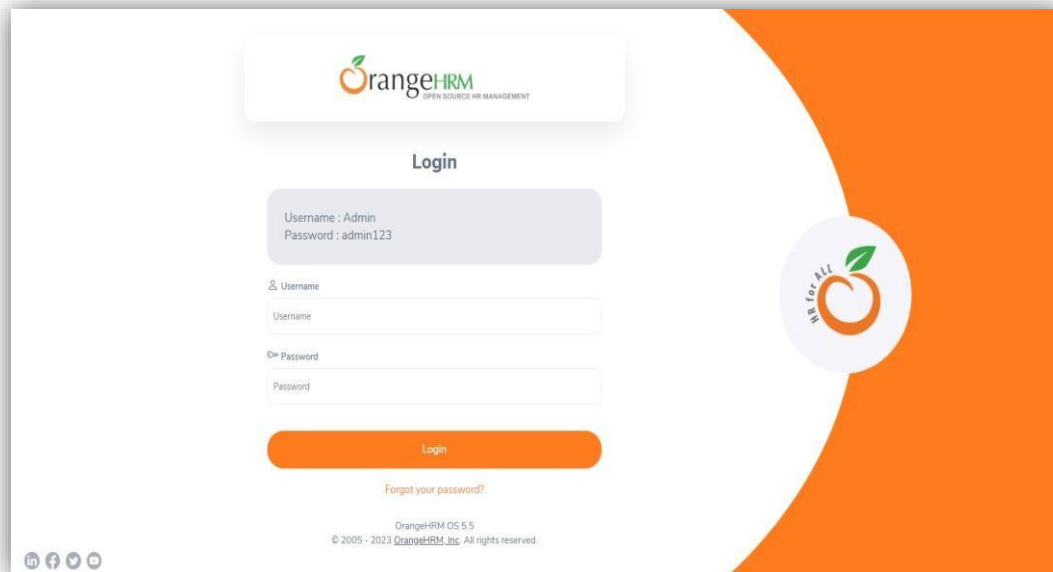 OrangeHRM
OPEN SOURCE HR MANAGEMENT
Login
Username : Admin
Password : admin123
Username
Username
Password
Password
Login
Forgot your password?
OrangeHRM OS 5.5
© 2005 - 2023 OrangeHRM, Inc. All rights reserved.
HR for ALL